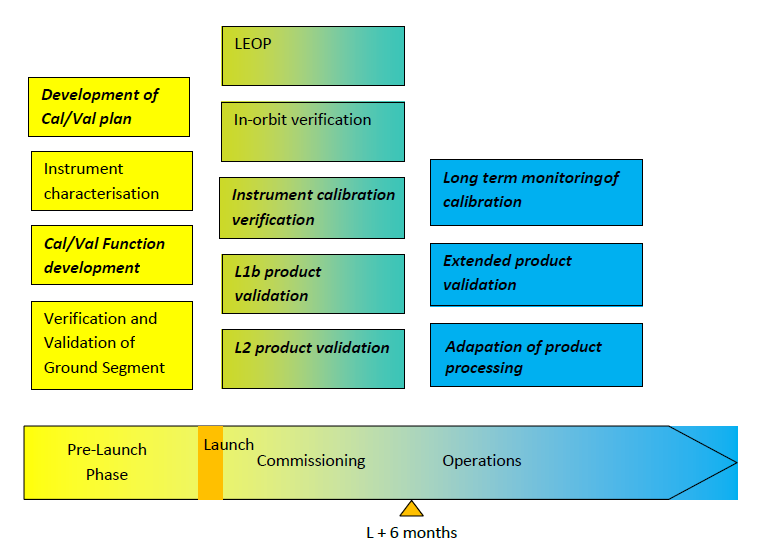 Development of
Cal/Val plan
Instrument
characterisation
Cal/Val Function
development
Verification and
Validation of
Ground Segment
LEOP
In-orbit verification
Instrument calibration
verification
L1b product
validation
L2 product validation
Long term monitoringof
calibration
Extended product
validation
Adapation of product
processing
Pre-Launch
Phase
Launch
Commissioning
Operations
L + 6 months